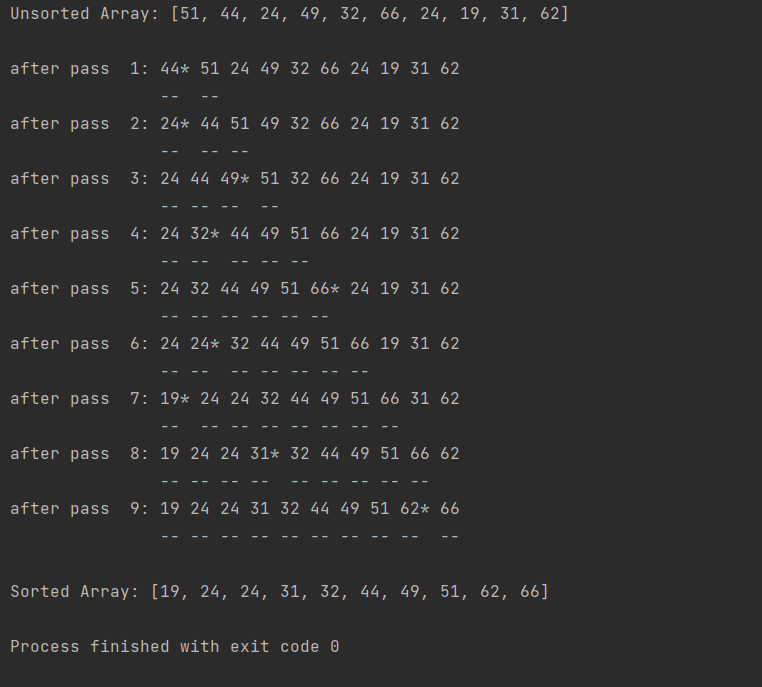 Unsorted Array: [51, 44, 24, 49, 32, 66, 24, 19, 31, 62]
after pass  1: 44* 51 24 49 32 66 24 19 31 62
               --  --
after pass  2: 24* 44 51 49 32 66 24 19 31 62
               --  -- --
after pass  3: 24 44 49* 51 32 66 24 19 31 62
               -- -- --  --
after pass  4: 24 32* 44 49 51 66 24 19 31 62
               -- --  -- -- --
after pass  5: 24 32 44 49 51 66* 24 19 31 62
               -- -- -- -- -- --
after pass  6: 24 24* 32 44 49 51 66 19 31 62
               -- --  -- -- -- -- --
after pass  7: 19* 24 24 32 44 49 51 66 31 62
               --  -- -- -- -- -- -- --
after pass  8: 19 24 24 31* 32 44 49 51 66 62
               -- -- -- --  -- -- -- -- --
after pass  9: 19 24 24 31 32 44 49 51 62* 66
               -- -- -- -- -- -- -- -- --  --
Sorted Array: [19, 24, 24, 31, 32, 44, 49, 51, 62, 66]
Process finished with exit code 0